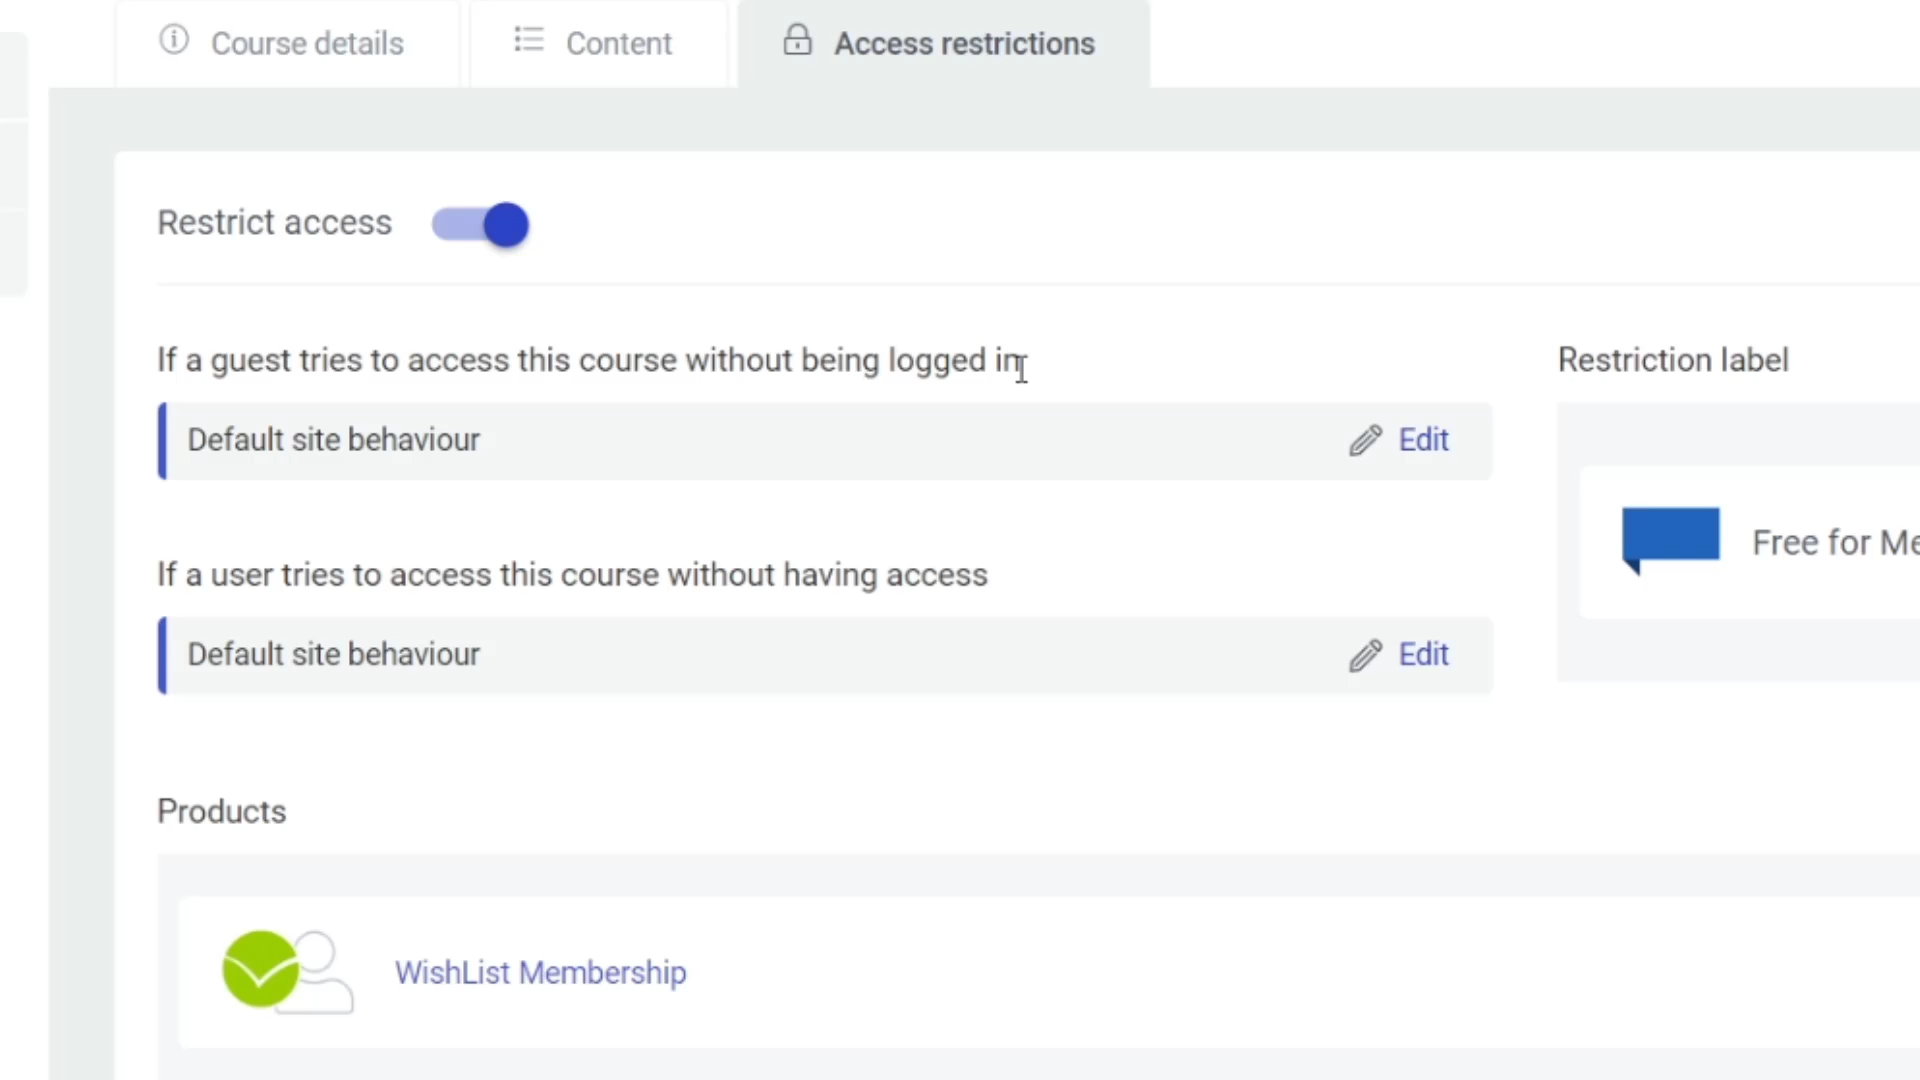 Course details
Content
Access restrictions
Restrict access
If a guest tries to access this course without being logged in
Default site behaviour
Edit
Restriction label
Free for
If a user tries to access this course without having access
Default site behaviour
Edit
Products
WishList Membership